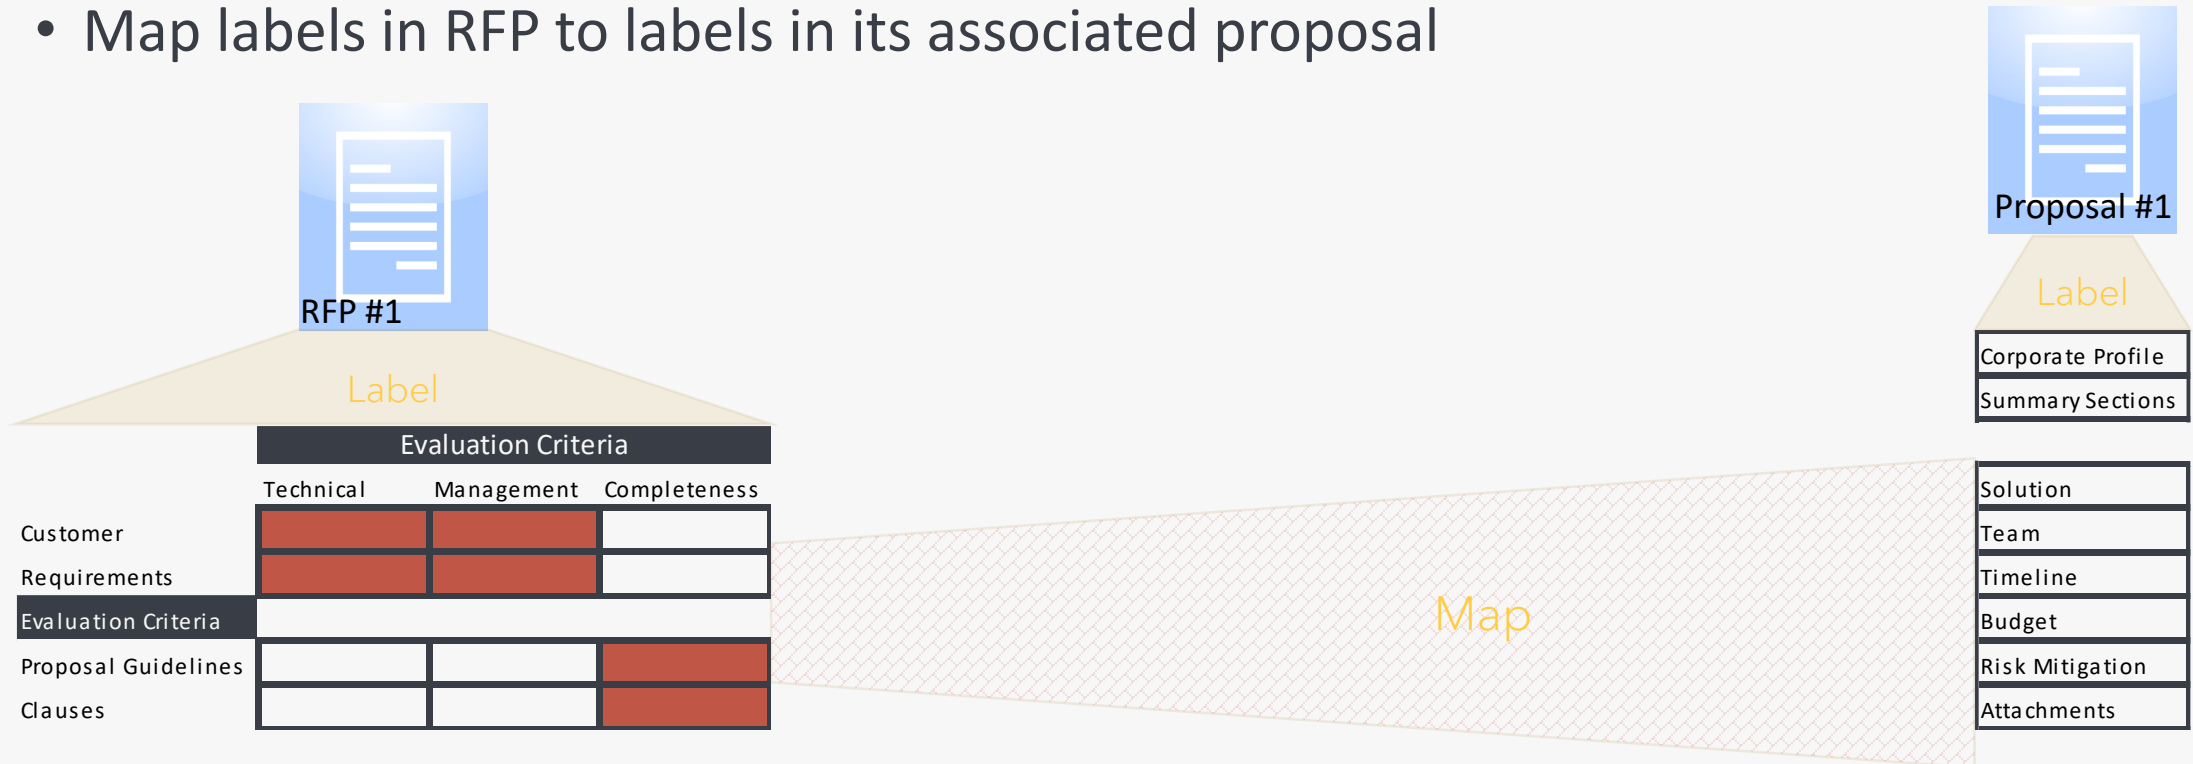 • Map labels in RFP to labels in its associated proposal
Proposal #1
RFP #1
Label
Label
Corporate Profile
Summary Sections
Evaluation Criteria
Technical Management Completeness
Customer
Requirements
Evaluation Criteria
Proposal Guidelines
Clauses
Map
Solution
Team
Timeline
Budget
Risk Mitigation
Attachments